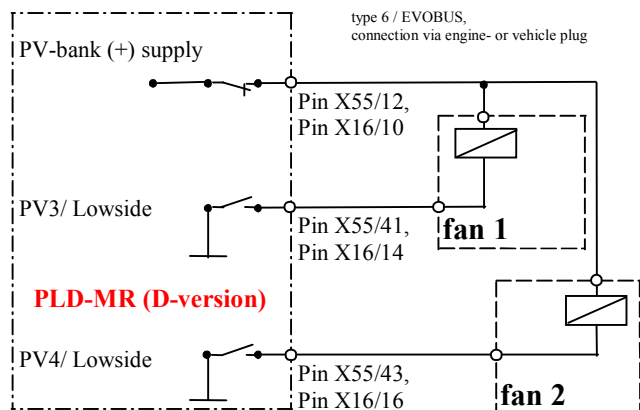 type 6 / EVOBUS,
connection via engine- or vehicle plug
PV-bank (+) supply
Pin X55/12,
Pin X16/10
PV3/ Lowside
Pin X55/41,
Pin X16/14
fan 1
PLD-MR (D-version)
PV4/ Lowside
Pin X55/43,
Pin X16/16
fan 2